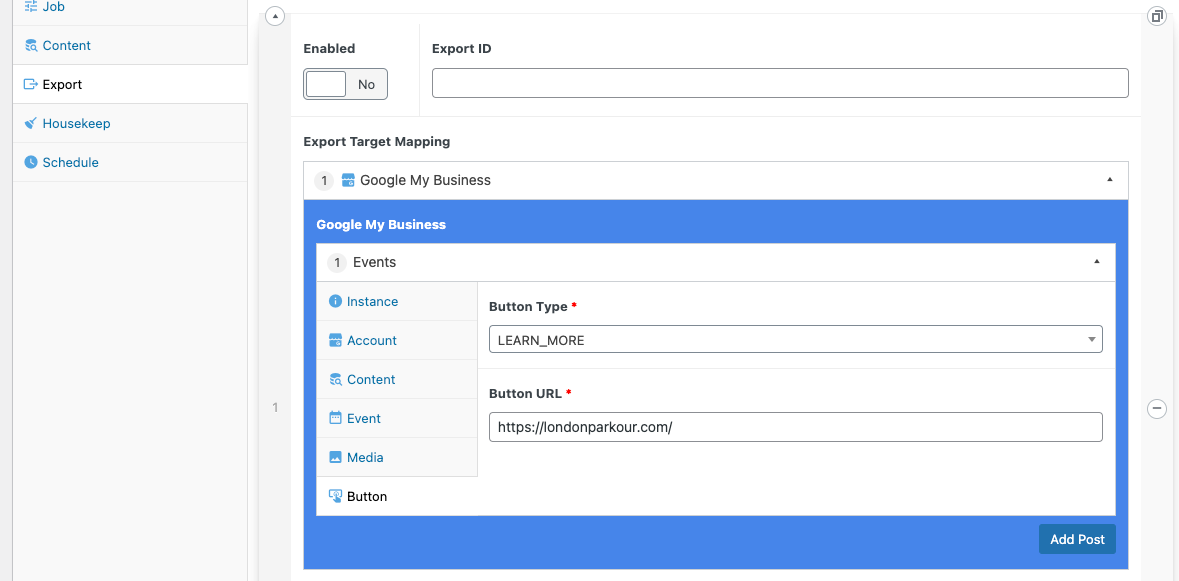 Job
Content
Export
Housekeep
Schedule
Enabled
Export ID
No
Export Target Mapping
1 Google My Business
Google My Business
1 Events
Instance
Account
Content
Event
Media
Button
Button Type *
LEARN_MORE
Button URL *
https://londonparkour.com/
Add Post
1